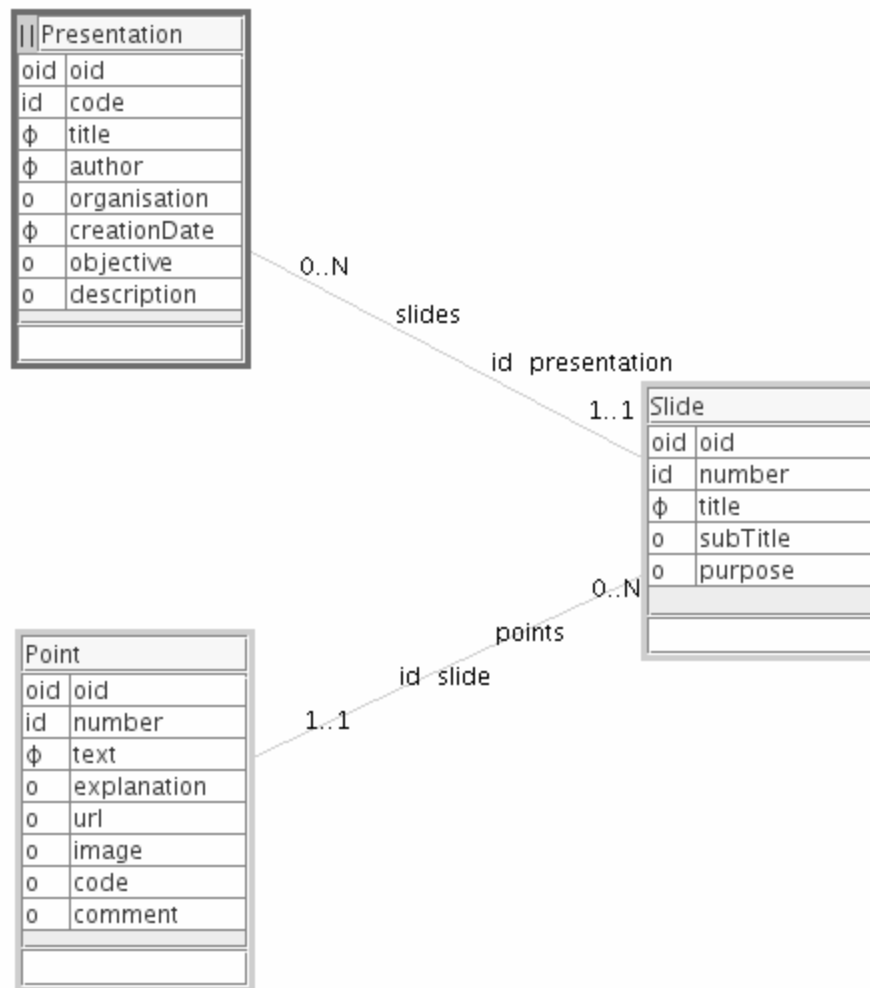 || Presentation
oid oid
id code
ϕ title
ϕ author
o organisation
ϕ creationDate
o objective
o description
0..N
slides
id presentation
1..1
Slide
oid oid
id number
ϕ title
o subTitle
o purpose
0..N
points
id slide
1..1
Point
oid oid
id number
ϕ text
o explanation
o url
o image
o code
o comment